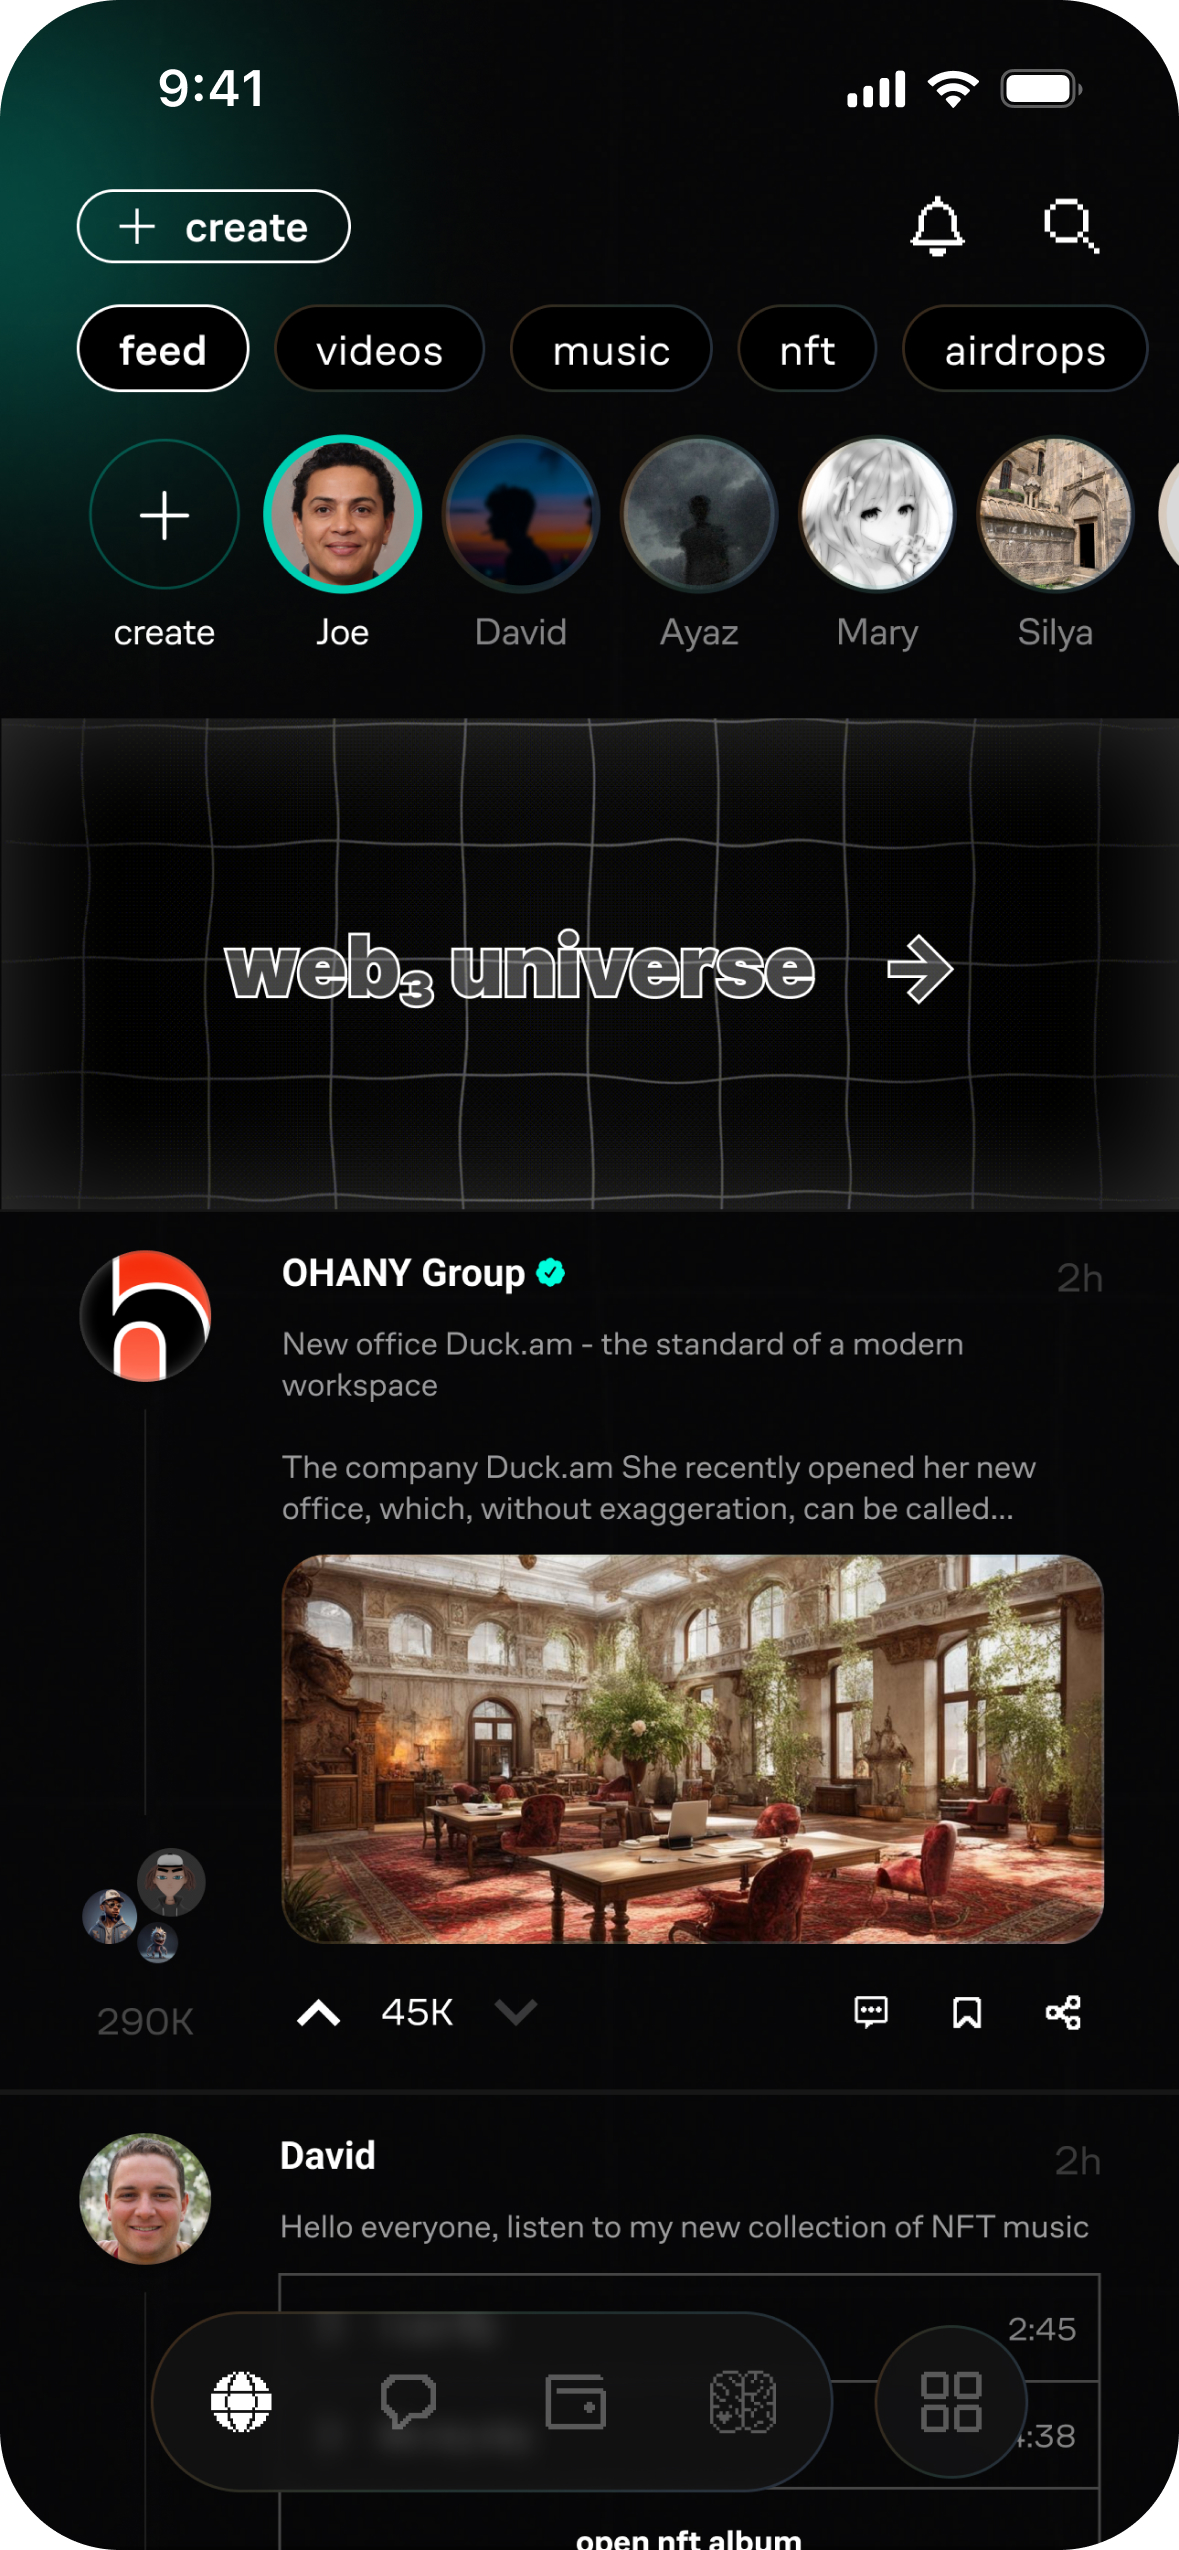 9:41
create
feed videos music nft airdrops
create Joe David Ayaz Mary Silya
web₃ universe
OHANY Group 2h
New office Duck.am - the standard of a modern
workspace
The company Duck.am She recently opened her new
office, which, without exaggeration, can be called...
290K 45K
David 2h
Hello everyone, listen to my new collection of NFT music
2:45
:38
open nft album